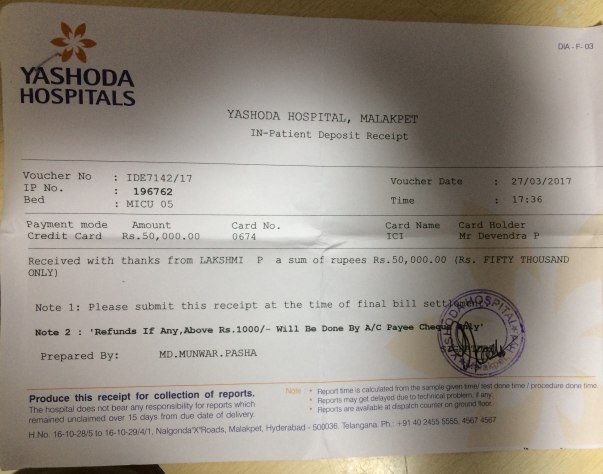 DIA - F- 03
YASHODA
HOSPITALS
YASHODA HOSPITAL, MALAKPET
IN-Patient Deposit Receipt
Voucher No : IDE7142/17 Voucher Date : 27/03/2017
IP No. : 196762 Time : 17:36
Bed : MICU 05
Payment mode Amount Card No. Card Name Card Holder
Credit Card Rs.50,000.00 0674 ICI Mr Devendra P
Received with thanks from LAKSHMI P a sum of rupees Rs.50,000.00 (Rs. FIFTY THOUSAND
ONLY)
Note 1: Please submit this receipt at the time of final bill settlement
Note 2 : 'Refunds If Any,Above Rs.1000/- Will Be Done By A/C Payee Cheque Only'
YASHODA HOSPITAL
Prepared By: MD.MUNWAR.PASHA
Produce this receipt for collection of reports.
The hospital does not bear any responsibility for reports which
remained unclaimed over 15 days from due date of delivery.
Note : * Report time is calculated from the sample given time/ test done time / procedure done time.
* Reports may get delayed due to technical problem, if any.
* Reports are available at dispatch counter on ground floor.
H.No. 16-10-28/5 to 16-10-29/4/1, Nalgonda"X"Roads, Malakpet, Hyderabad - 500036. Telangana. Ph.: +91 40 2455 5555, 4567 4567